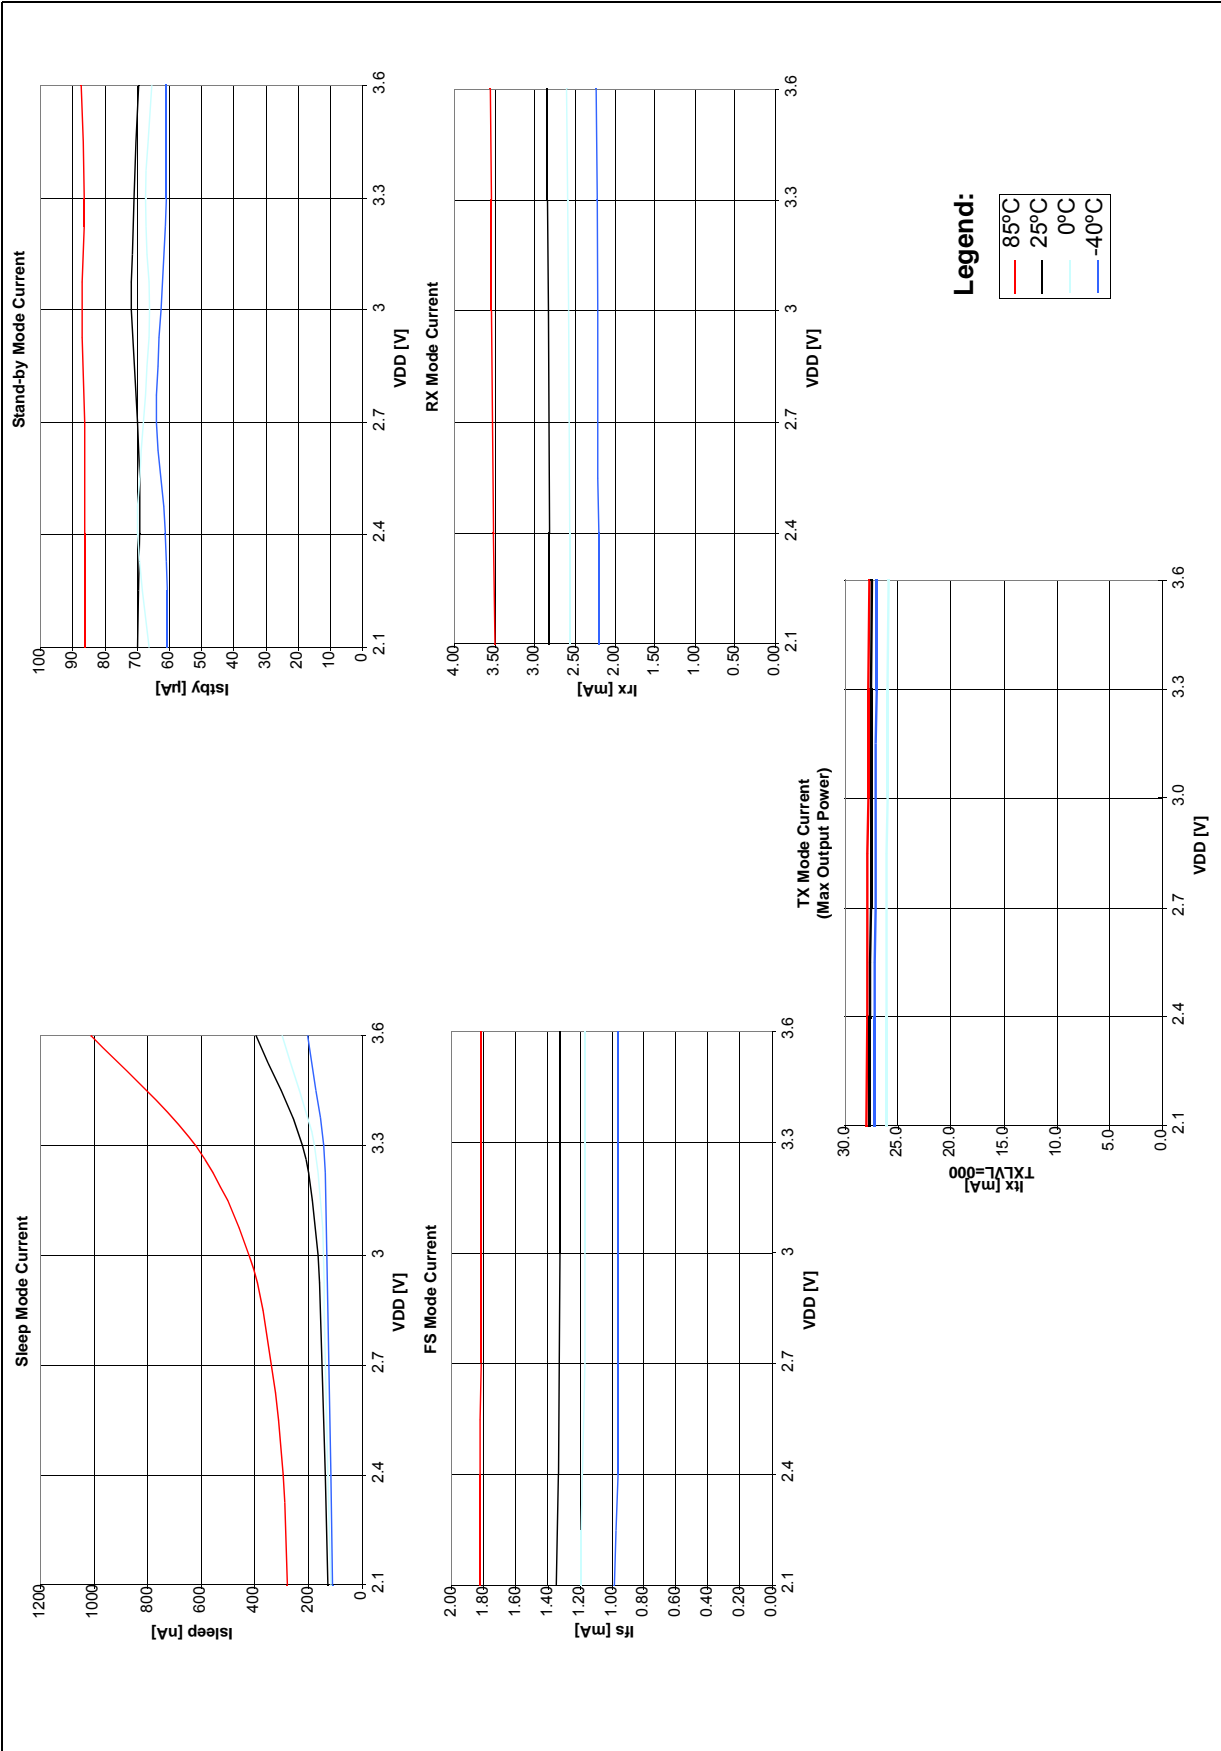 Sleep Mode Current
1200
1000
800
600
400
200
0
Isleep [nA]
2.1 2.4 2.7 3 3.3 3.6
VDD [V]
Stand-by Mode Current
100
90
80
70
60
50
40
30
20
10
0
Istby [µA]
2.1 2.4 2.7 3 3.3 3.6
VDD [V]
FS Mode Current
2.00
1.80
1.60
1.40
1.20
1.00
0.80
0.60
0.40
0.20
0.00
Ifs [mA]
2.1 2.4 2.7 3 3.3 3.6
VDD [V]
RX Mode Current
4.00
3.50
3.00
2.50
2.00
1.50
1.00
0.50
0.00
Irx [mA]
2.1 2.4 2.7 3 3.3 3.6
VDD [V]
TX Mode Current
(Max Output Power)
30.0
25.0
20.0
15.0
10.0
5.0
0.0
Itx [mA]
TXLVL=000
2.1 2.4 2.7 3.0 3.3 3.6
VDD [V]
Legend:
85ºC
25ºC
0ºC
-40ºC